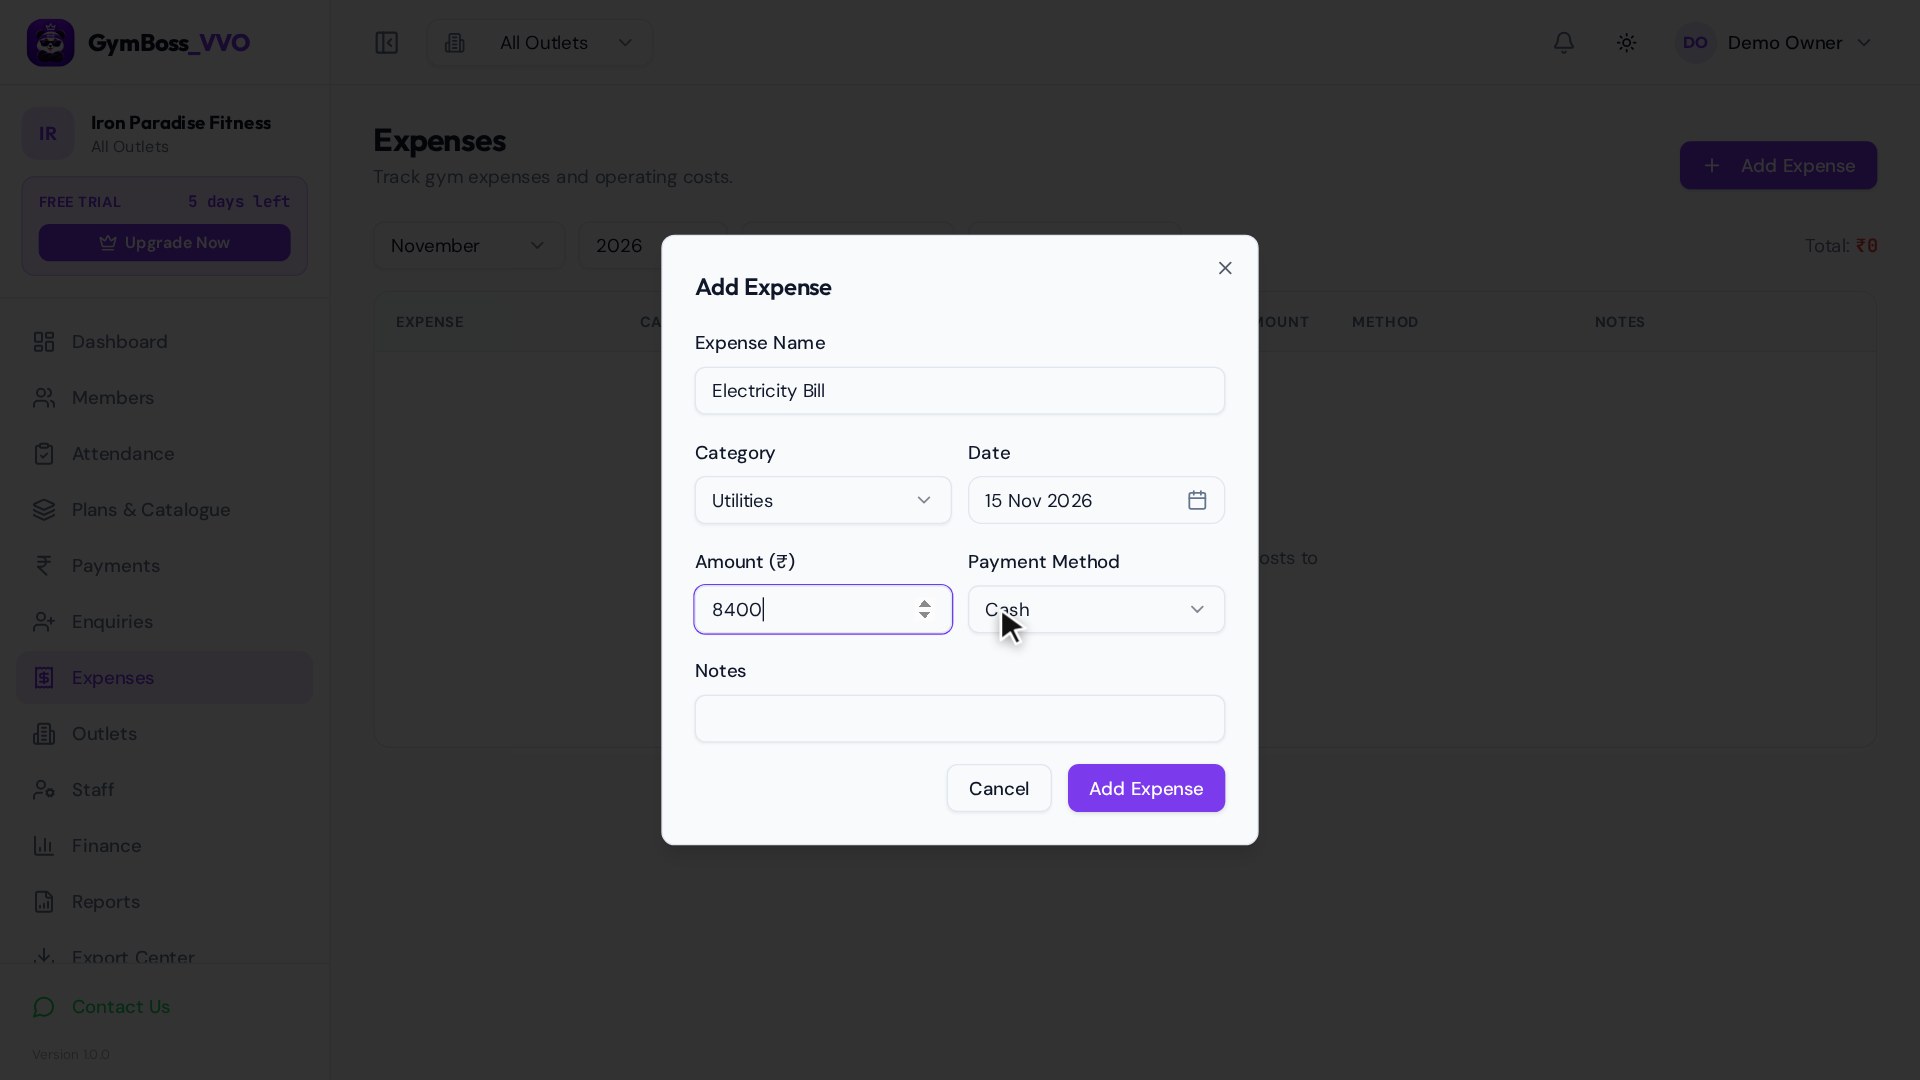 GymBoss_VVO
All Outlets
DO Demo Owner
IR
Iron Paradise Fitness
All Outlets
FREE TRIAL 5 days left
Upgrade Now
Dashboard
Members
Attendance
Plans & Catalogue
Payments
Enquiries
Expenses
Outlets
Staff
Finance
Reports
Export Center
Contact Us
Version 1.0.0
Expenses
Track gym expenses and operating costs.
Add Expense
November
2026
Total: ₹0
EXPENSE
METHOD
NOTES
osts to
Add Expense
Expense Name
Electricity Bill
Category
Date
Utilities
15 Nov 2026
Amount (₹)
Payment Method
8400
Cash
Notes
Cancel
Add Expense